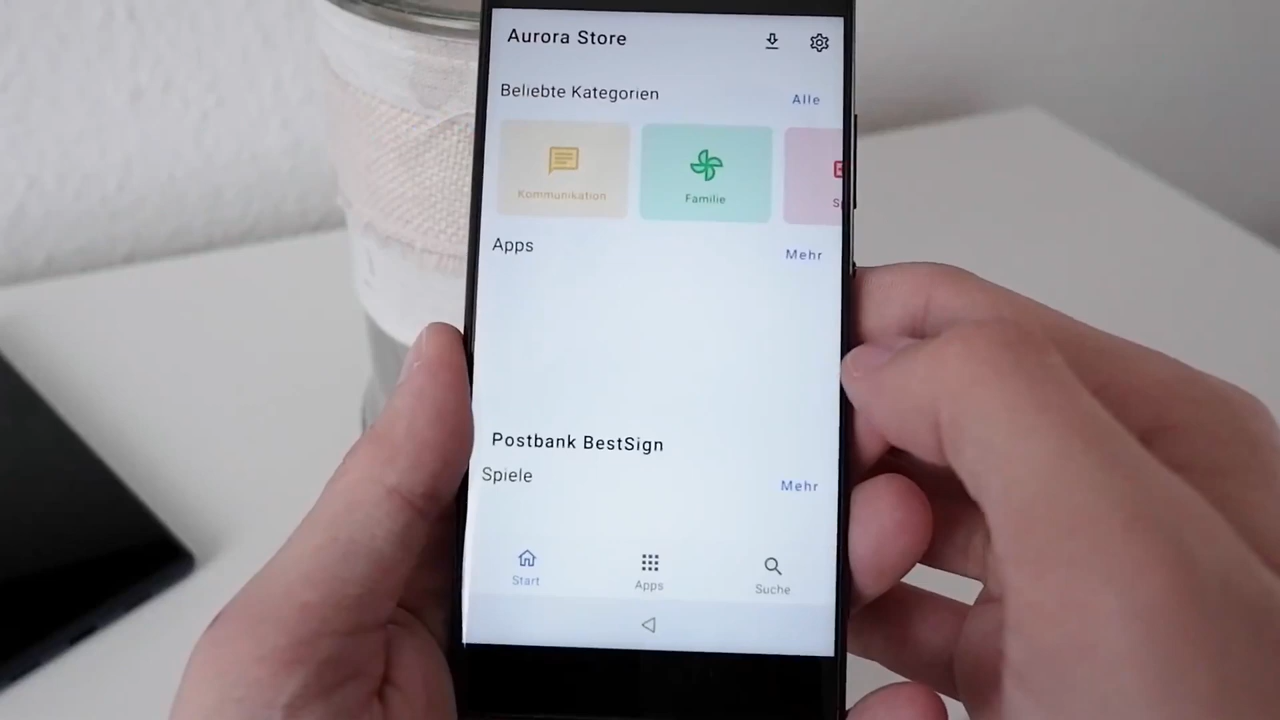 Aurora Store
Beliebte Kategorien
Alle
Kommunikation
Familie
Apps
Mehr
Postbank BestSign
Spiele
Mehr
Start
Apps
Suche